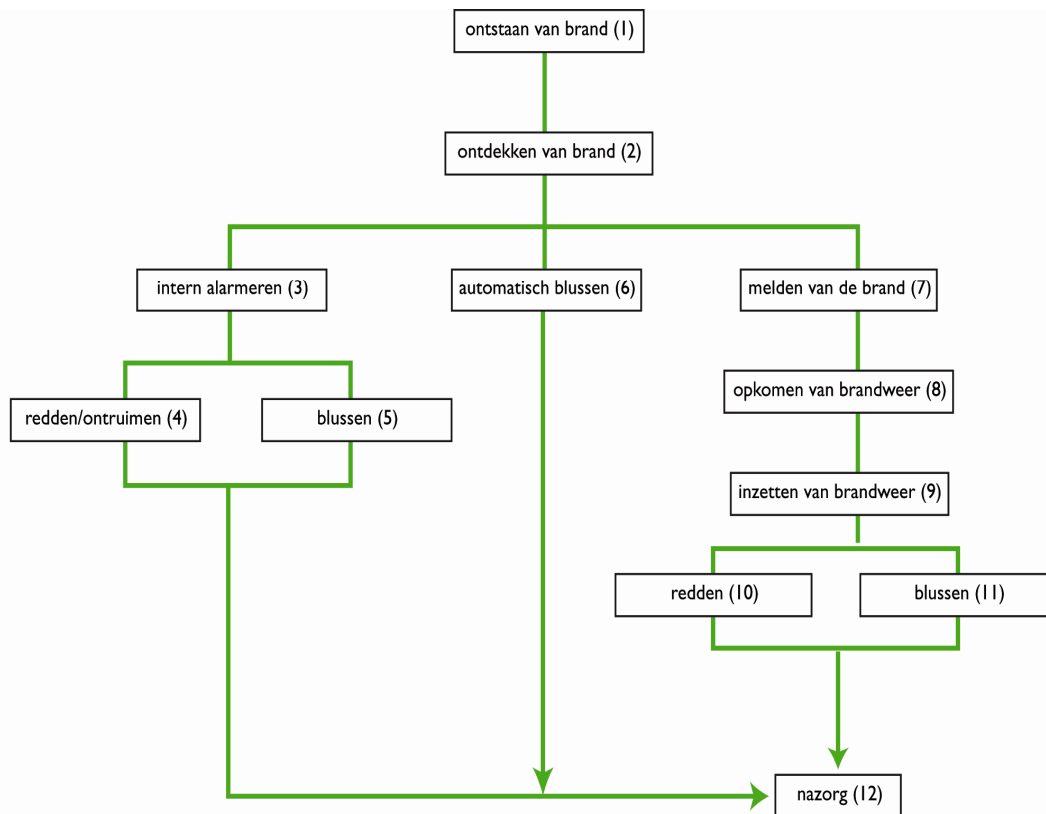 ontstaan van brand (1)
ontdekken van brand (2)
intern alarmeren (3)
automatisch blussen (6)
melden van de brand (7)
opkomen van brandweer (8)
redden/ontruimen (4)
blussen (5)
inzetten van brandweer (9)
redden (10)
blussen (11)
nazorg (12)